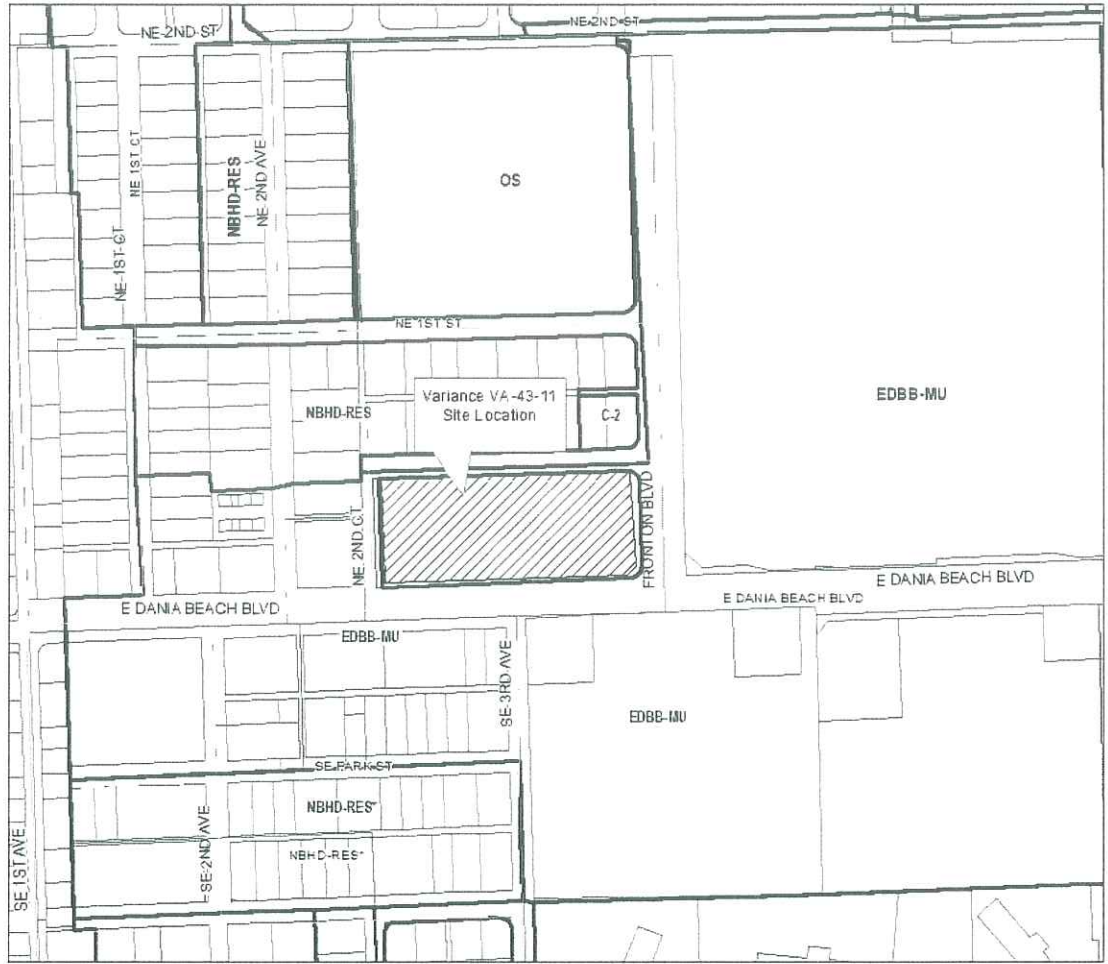 NE 2ND ST
NE 2ND ST
NE 1ST CT
NBHD-RES
NE 2ND AVE
OS
NE 1ST CT
NE 1ST ST
EDBB-MU
Variance VA-43-11
Site Location
NBHD-RES
C-2
NE 2ND CT
FRONTON BLVD
E DANIA BEACH BLVD
E DANIA BEACH BLVD
E DANIA BEACH BLVD
EDBB-MU
SE 3RD AVE
EDBB-MU
SE PARK ST
NBHD-RES*
SE 2ND AVE
NBHD-RES*
SE 1ST AVE